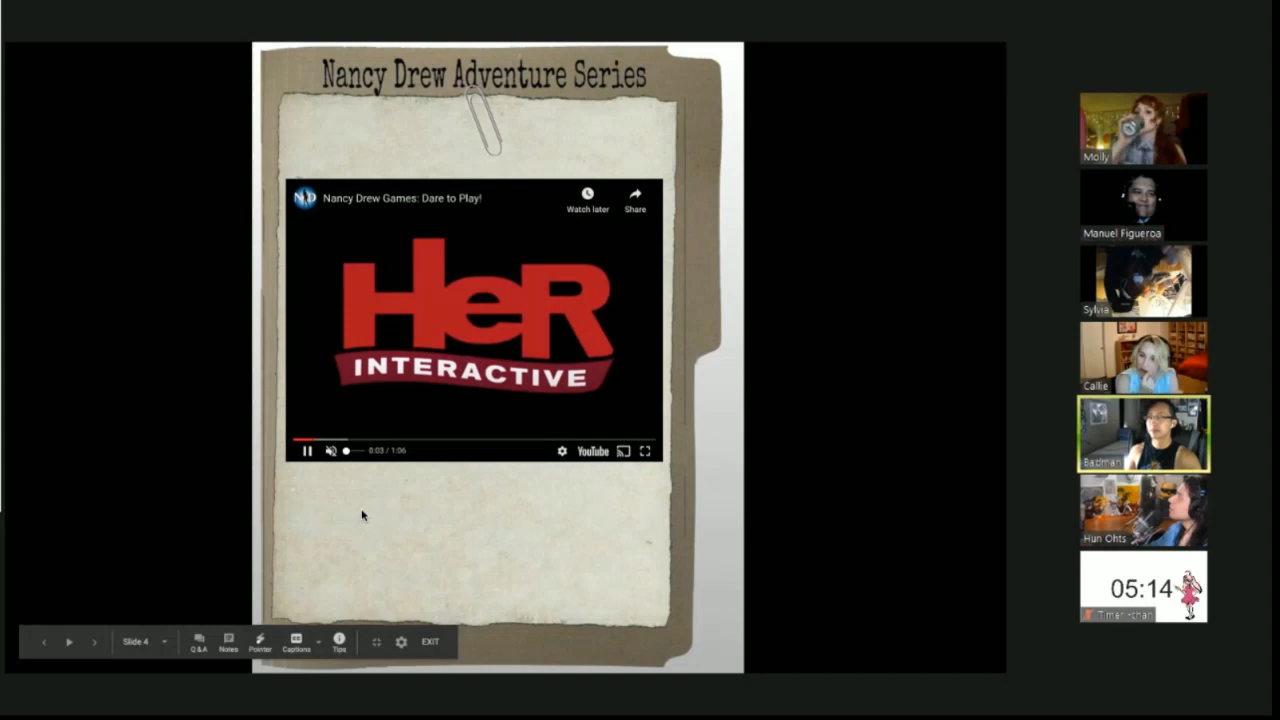 Nancy Drew Adventure Series
ND
Nancy Drew Games: Dare to Play!
Watch later
Share
HeR
INTERACTIVE
0:03 / 1:06
YouTube
Slide 4
Q&A
Notes
Pointer
Captions
Tips
EXIT
Molly
Manuel Figueroa
Sylvia
Callie
Badman
Hun Ohts
05:14
Timer-chan